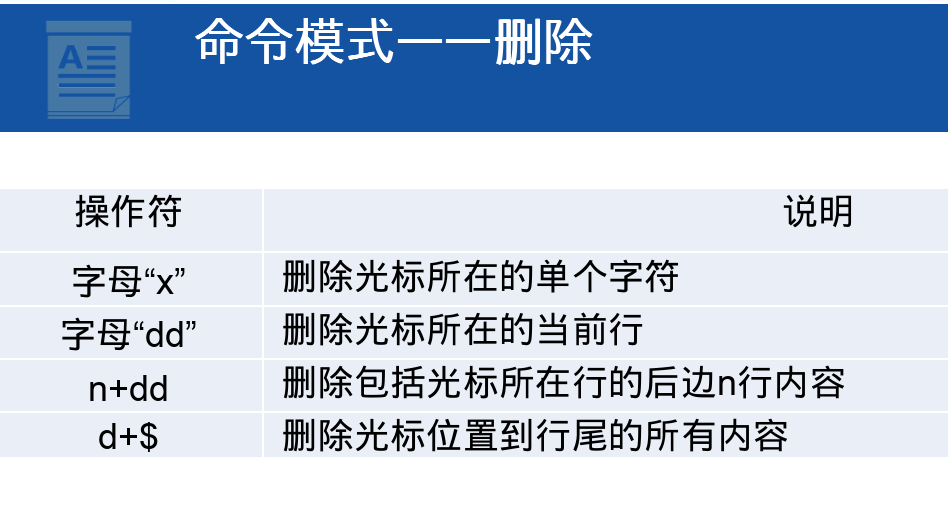 A
命令模式——删除
操作符 说明
字母“x” 删除光标所在的单个字符
字母“dd” 删除光标所在的当前行
n+dd 删除包括光标所在行的后边n行内容
d+$ 删除光标位置到行尾的所有内容